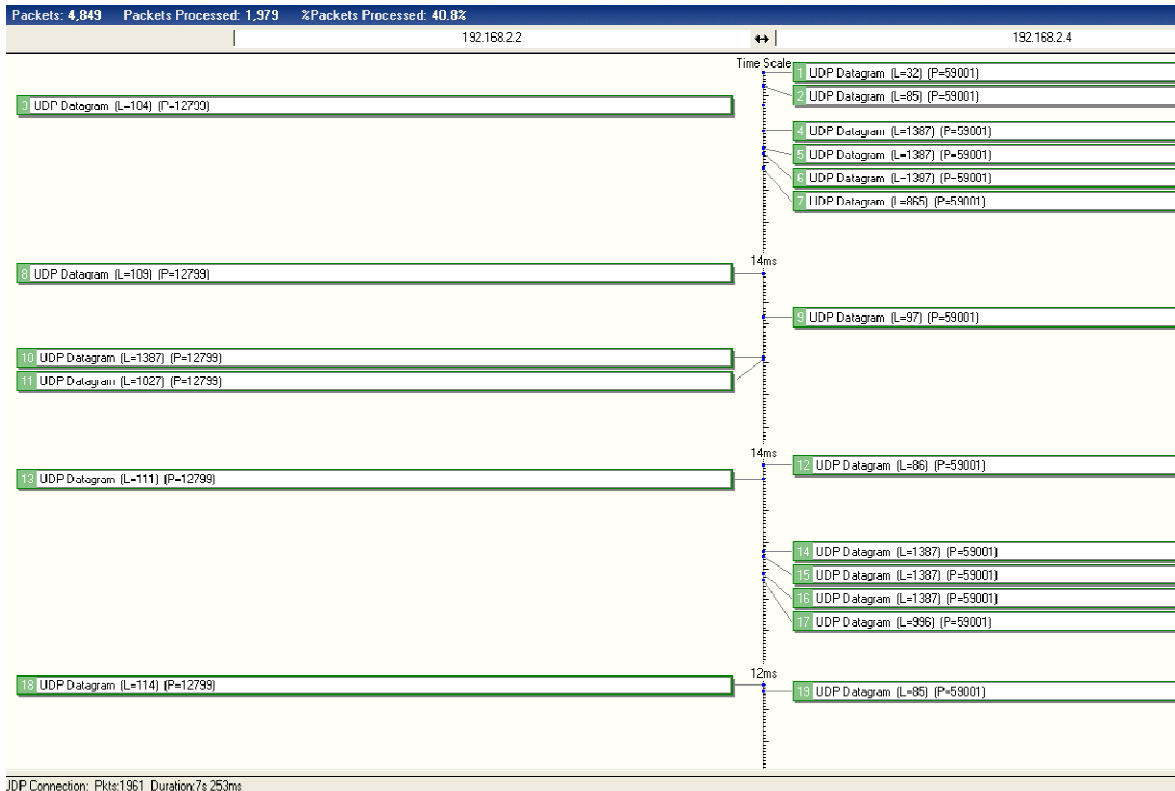 Packets: 4,849 Packets Processed: 1,979 %Packets Processed: 40.8%
192.168.2.2 192.168.2.4
Time Scale
1 UDP Datagram (L=32) (P=59001)
2 UDP Datagram (L=85) (P=59001)
3 UDP Datagram (L=104) (P=12799)
4 UDP Datagram (L=1387) (P=59001)
5 UDP Datagram (L=1387) (P=59001)
6 UDP Datagram (L=1387) (P=59001)
7 UDP Datagram (L=865) (P=59001)
14ms
8 UDP Datagram (L=109) (P=12799)
9 UDP Datagram (L=97) (P=59001)
10 UDP Datagram (L=1387) (P=12799)
11 UDP Datagram (L=1027) (P=12799)
14ms
12 UDP Datagram (L=86) (P=59001)
13 UDP Datagram (L=111) (P=12799)
14 UDP Datagram (L=1387) (P=59001)
15 UDP Datagram (L=1387) (P=59001)
16 UDP Datagram (L=1387) (P=59001)
17 UDP Datagram (L=996) (P=59001)
12ms
18 UDP Datagram (L=114) (P=12799)
19 UDP Datagram (L=85) (P=59001)
UDP Connection: Pkts:1961 Duration:7s 253ms